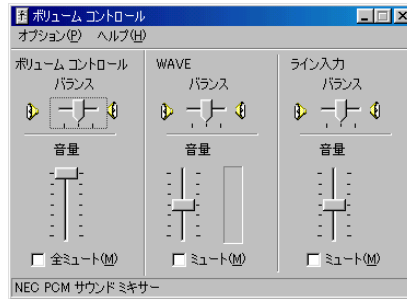 ボリューム コントロール
オプション(P) ヘルプ(H)
ボリューム コントロール
バランス
音量
全ミュート(M)
WAVE
バランス
音量
ミュート(M)
ライン入力
バランス
音量
ミュート(M)
NEC PCM サウンド ミキサー